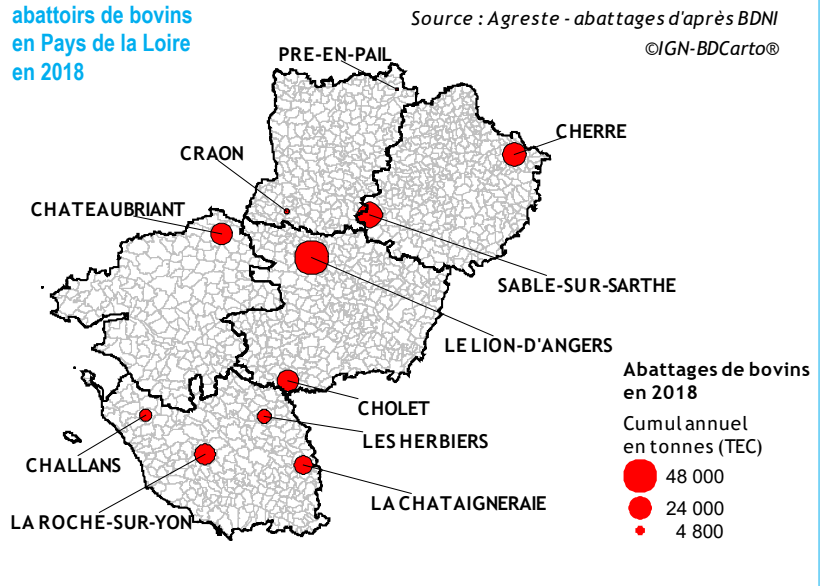 abattoirs de bovins
en Pays de la Loire
en 2018
Source : Agreste - abattages d'après BDNI
©IGN-BDCarto®
PRE-EN-PAIL
CHERRE
CRAON
CHATEAUBRIANT
SABLE-SUR-SARTHE
LE LION-D'ANGERS
CHOLET
LES HERBIERS
CHALLANS
LA CHATAIGNERAIE
LA ROCHE-SUR-YON
Abattages de bovins
en 2018
Cumul annuel
en tonnes (TEC)
48 000
24 000
4 800